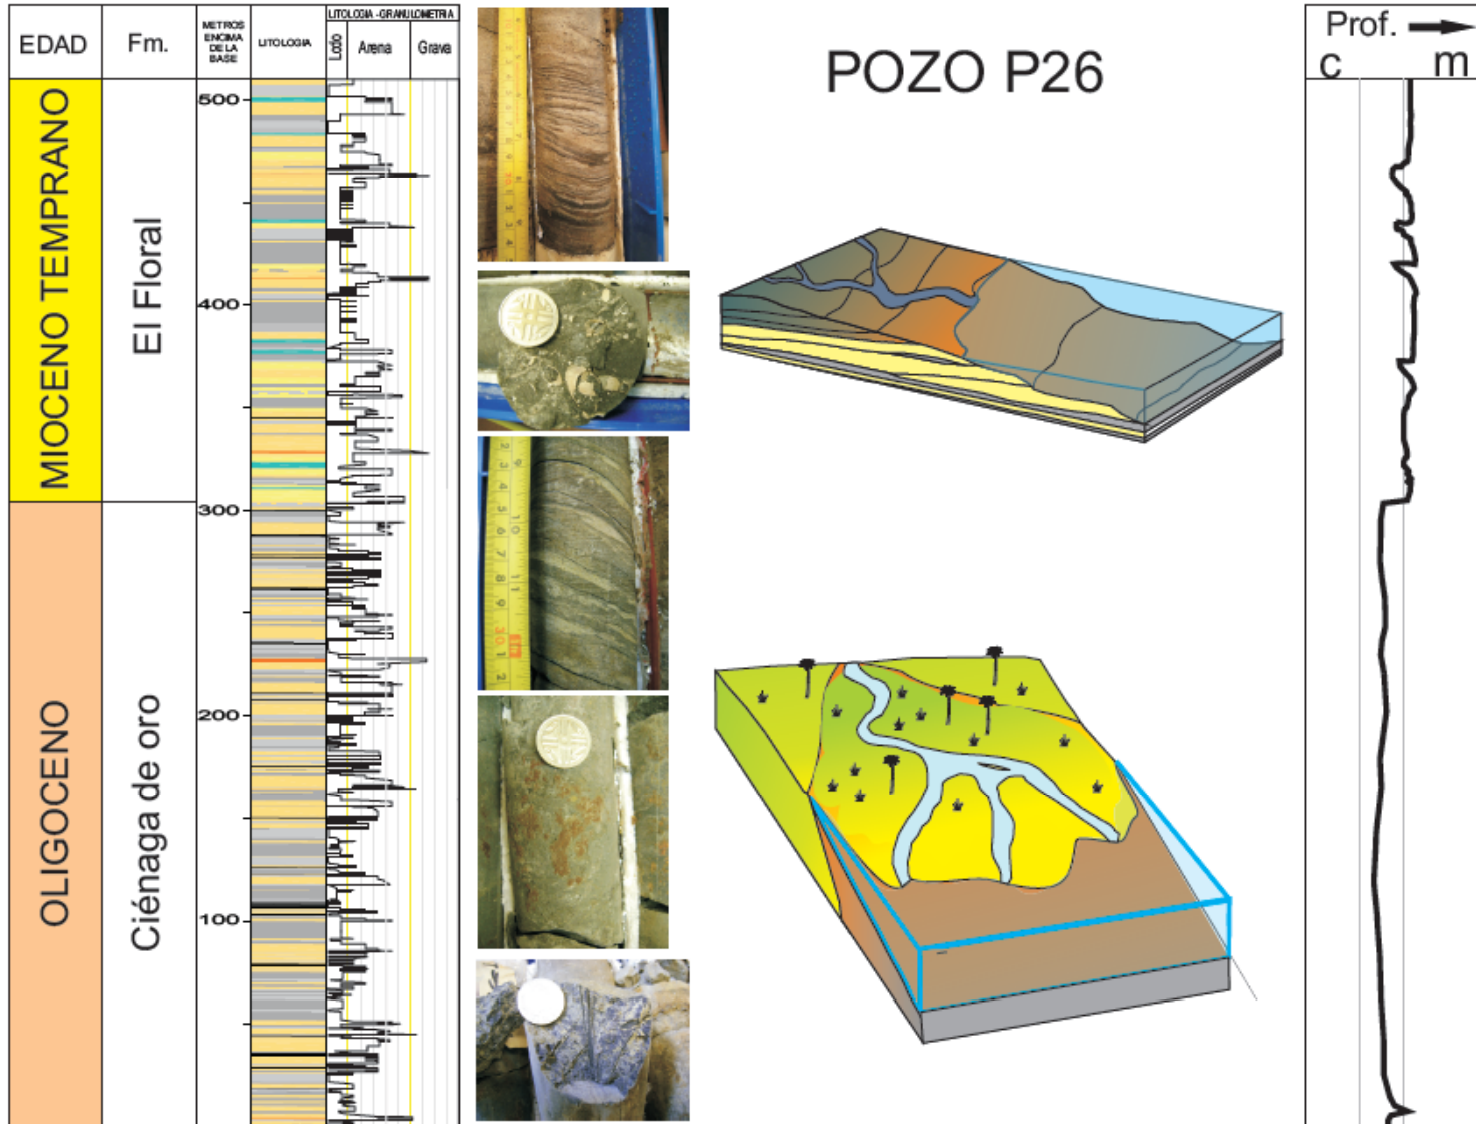 EDAD
Fm.
METROS
ENCIMA
DE LA
BASE
LITOLOGIA
LITOLOGIA - GRANULOMETRIA
Lodo
Arena
Grava
POZO P26
Prof.
c
m
MIOCENO TEMPRANO
El Floral
500
400
300
OLIGOCENO
Ciénaga de oro
200
100